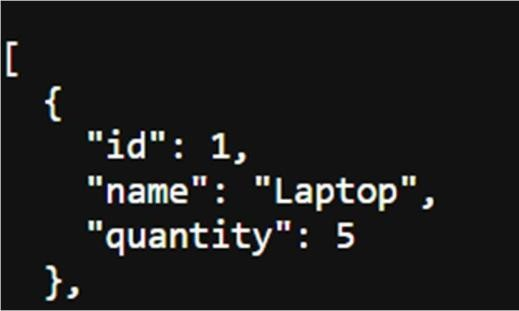 [
  {
    "id": 1,
    "name": "Laptop",
    "quantity": 5
  },